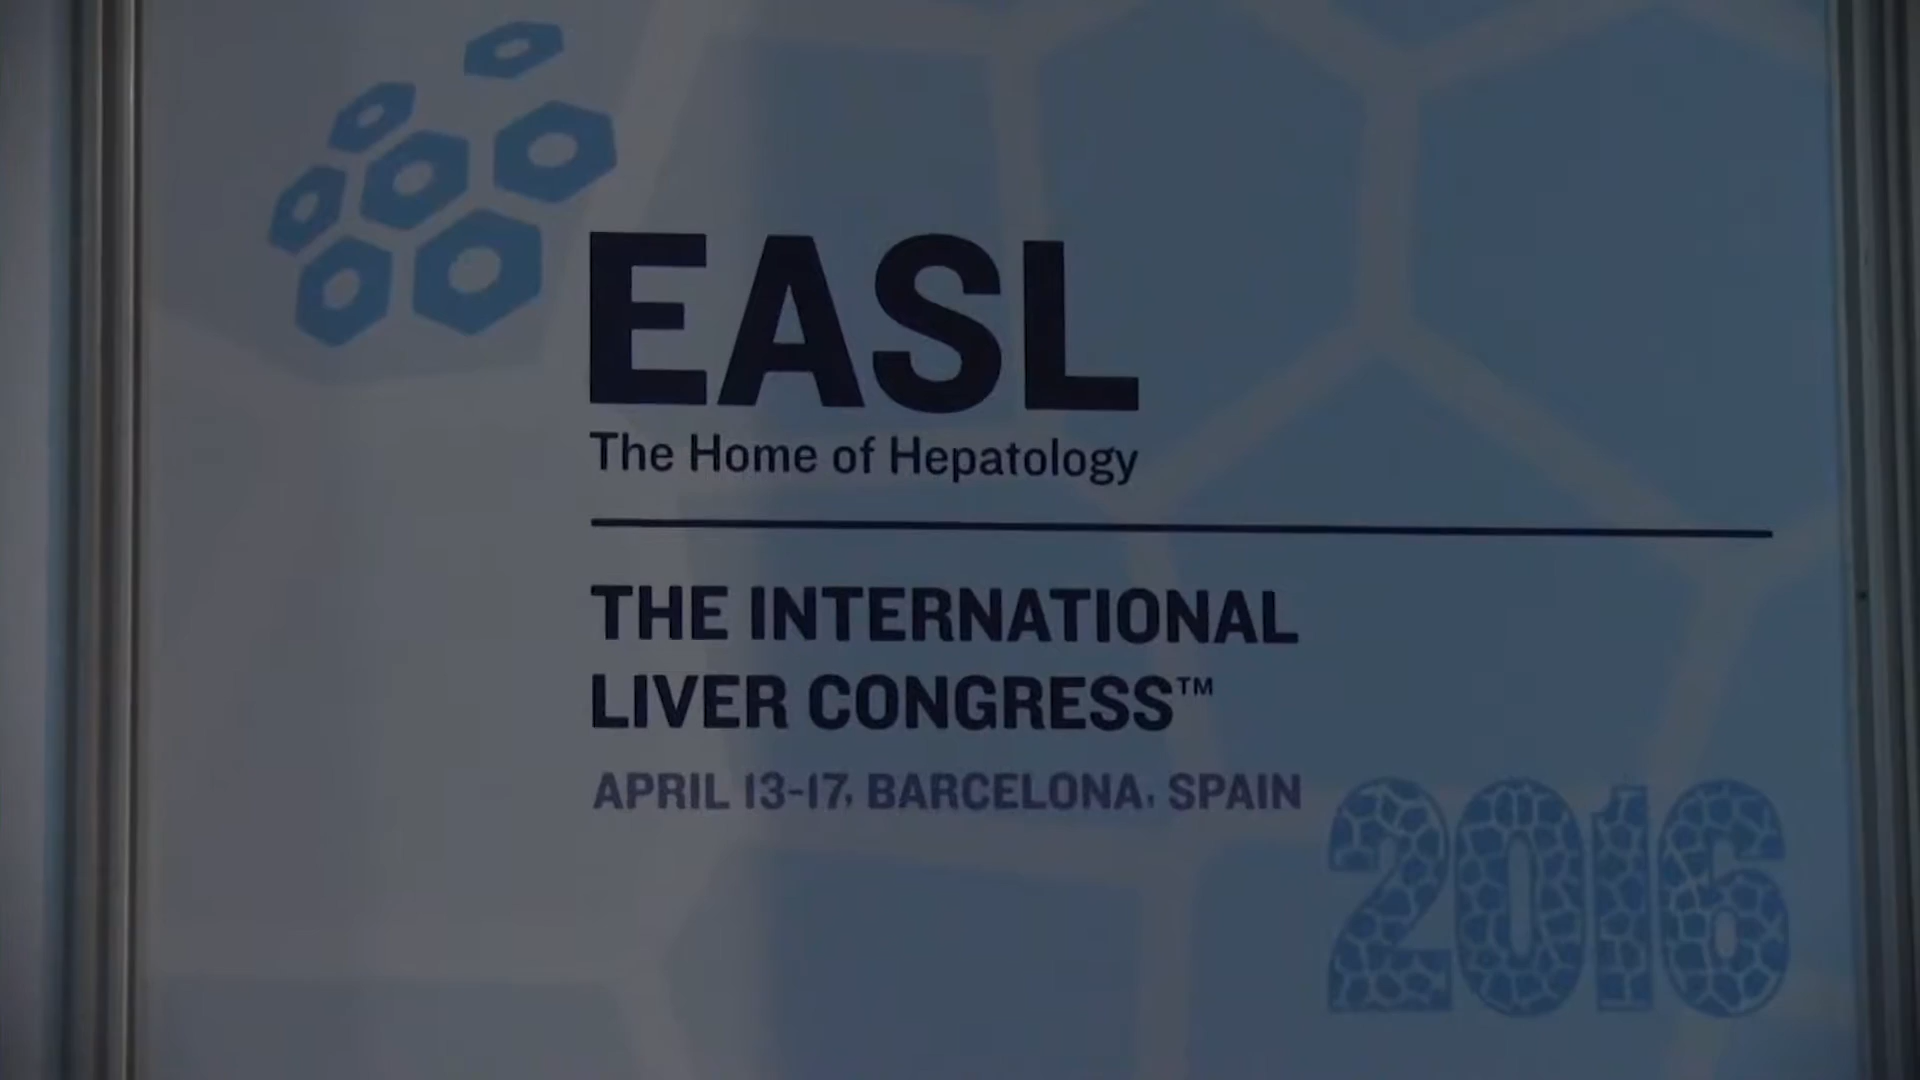 EASL
The Home of Hepatology
THE INTERNATIONAL
LIVER CONGRESS™
APRIL 13-17, BARCELONA, SPAIN
2016